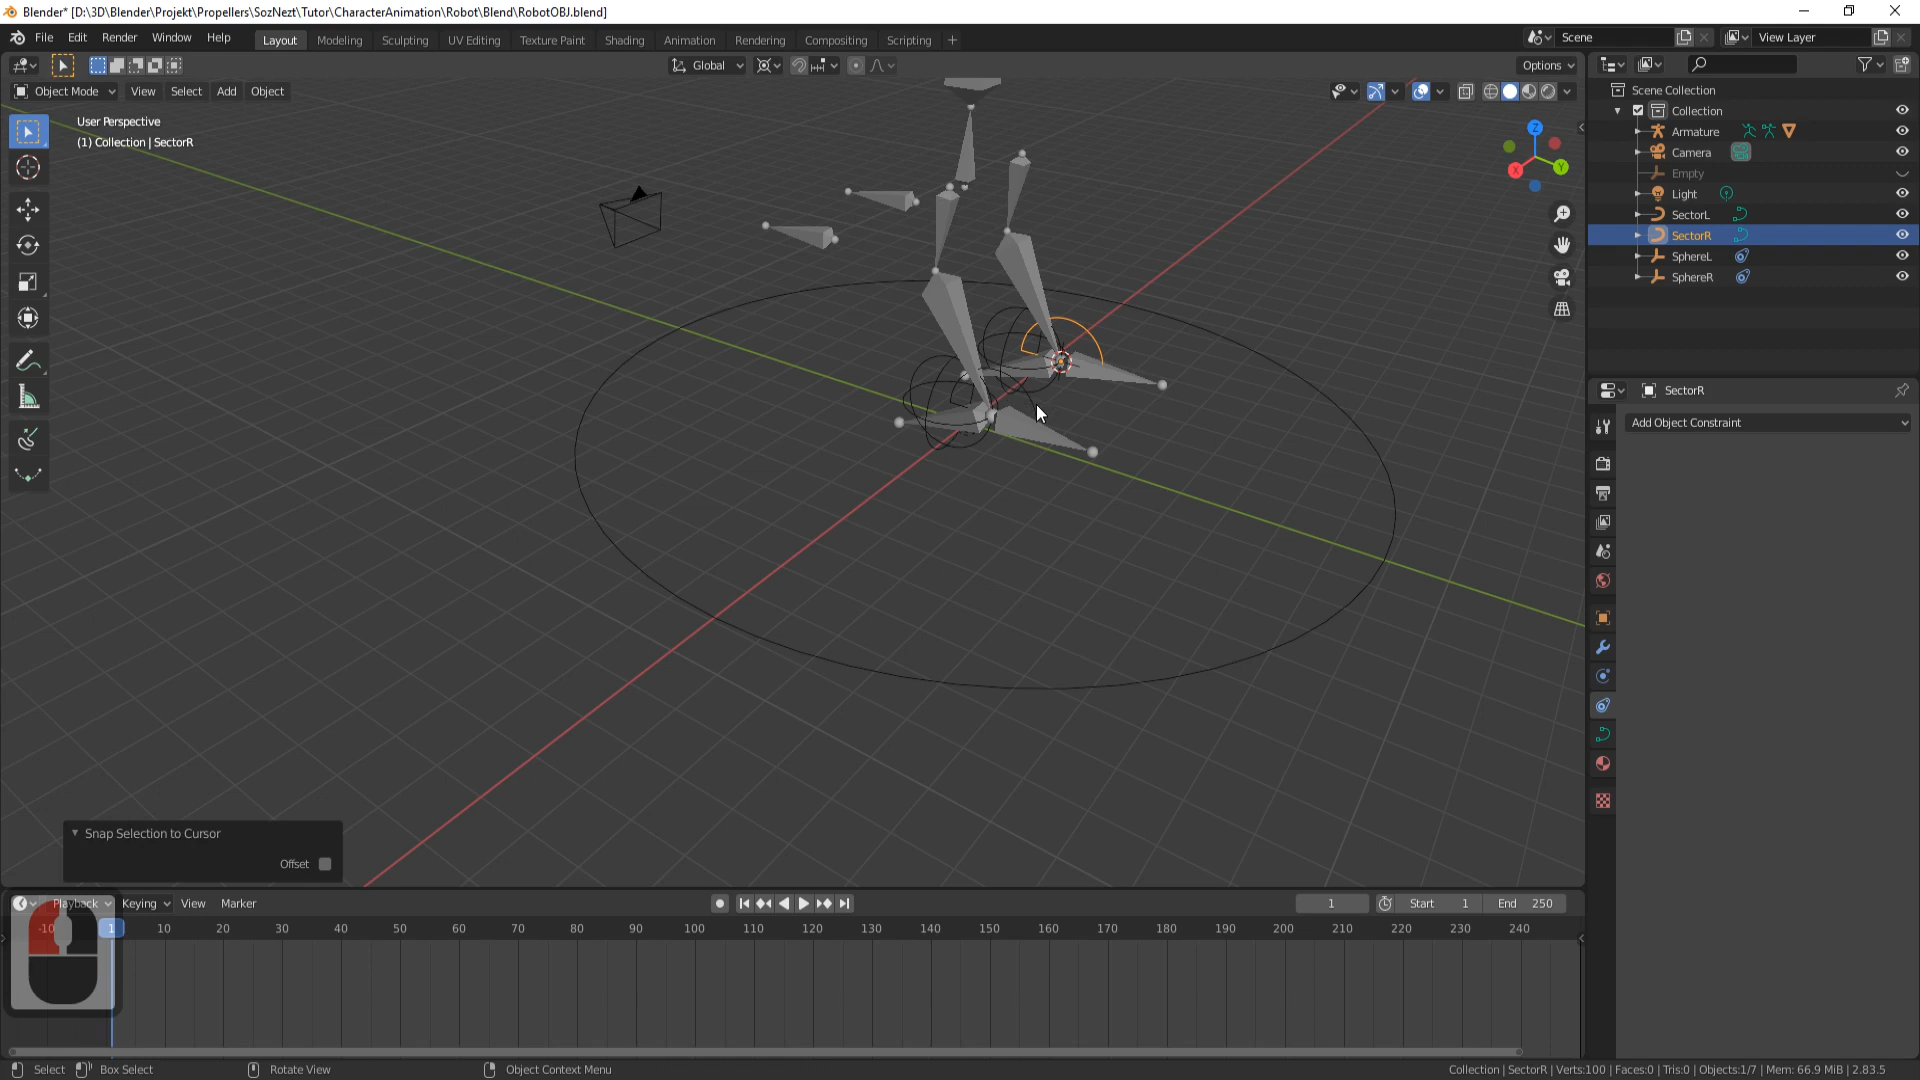 Blender* [D:\3D\Blender\Projekt\Propellers\SozNezt\Tutor\CharacterAnimation\Robot\Blend\RobotOBJ.blend]
File Edit Render Window Help Layout Modeling Sculpting UV Editing Texture Paint Shading Animation Rendering Compositing Scripting + Scene View Layer
Global Options
Object Mode View Select Add Object
User Perspective
(1) Collection | SectorR
Z
Y
X
Scene Collection
Collection
Armature
Camera
Empty
Light
SectorL
SectorR
SphereL
SphereR
SectorR
Add Object Constraint
Snap Selection to Cursor
Offset
Playback Keying View Marker 1 Start 1 End 250
-10 1 10 20 30 40 50 60 70 80 90 100 110 120 130 140 150 160 170 180 190 200 210 220 230 240
Select Box Select Rotate View Object Context Menu Collection | SectorR | Verts:100 | Faces:0 | Tris:0 | Objects:1/7 | Mem: 66.9 MiB | 2.83.5